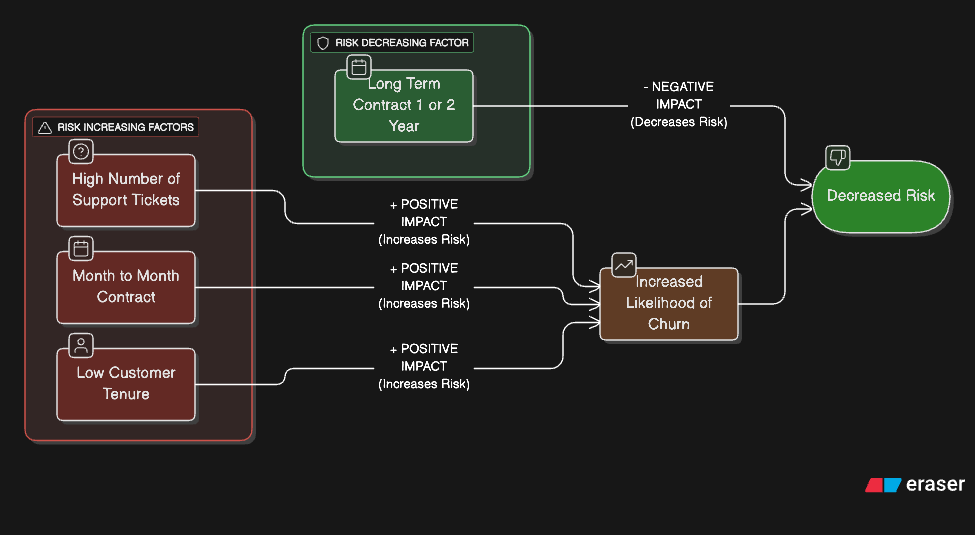 RISK DECREASING FACTOR
Long Term
Contract 1 or 2
Year
- NEGATIVE
IMPACT
(Decreases Risk)
RISK INCREASING FACTORS
High Number of
Support Tickets
+ POSITIVE
IMPACT
(Increases Risk)
Month to Month
Contract
+ POSITIVE
IMPACT
(Increases Risk)
Low Customer
Tenure
+ POSITIVE
IMPACT
(Increases Risk)
Increased
Likelihood of
Churn
Decreased Risk
eraser